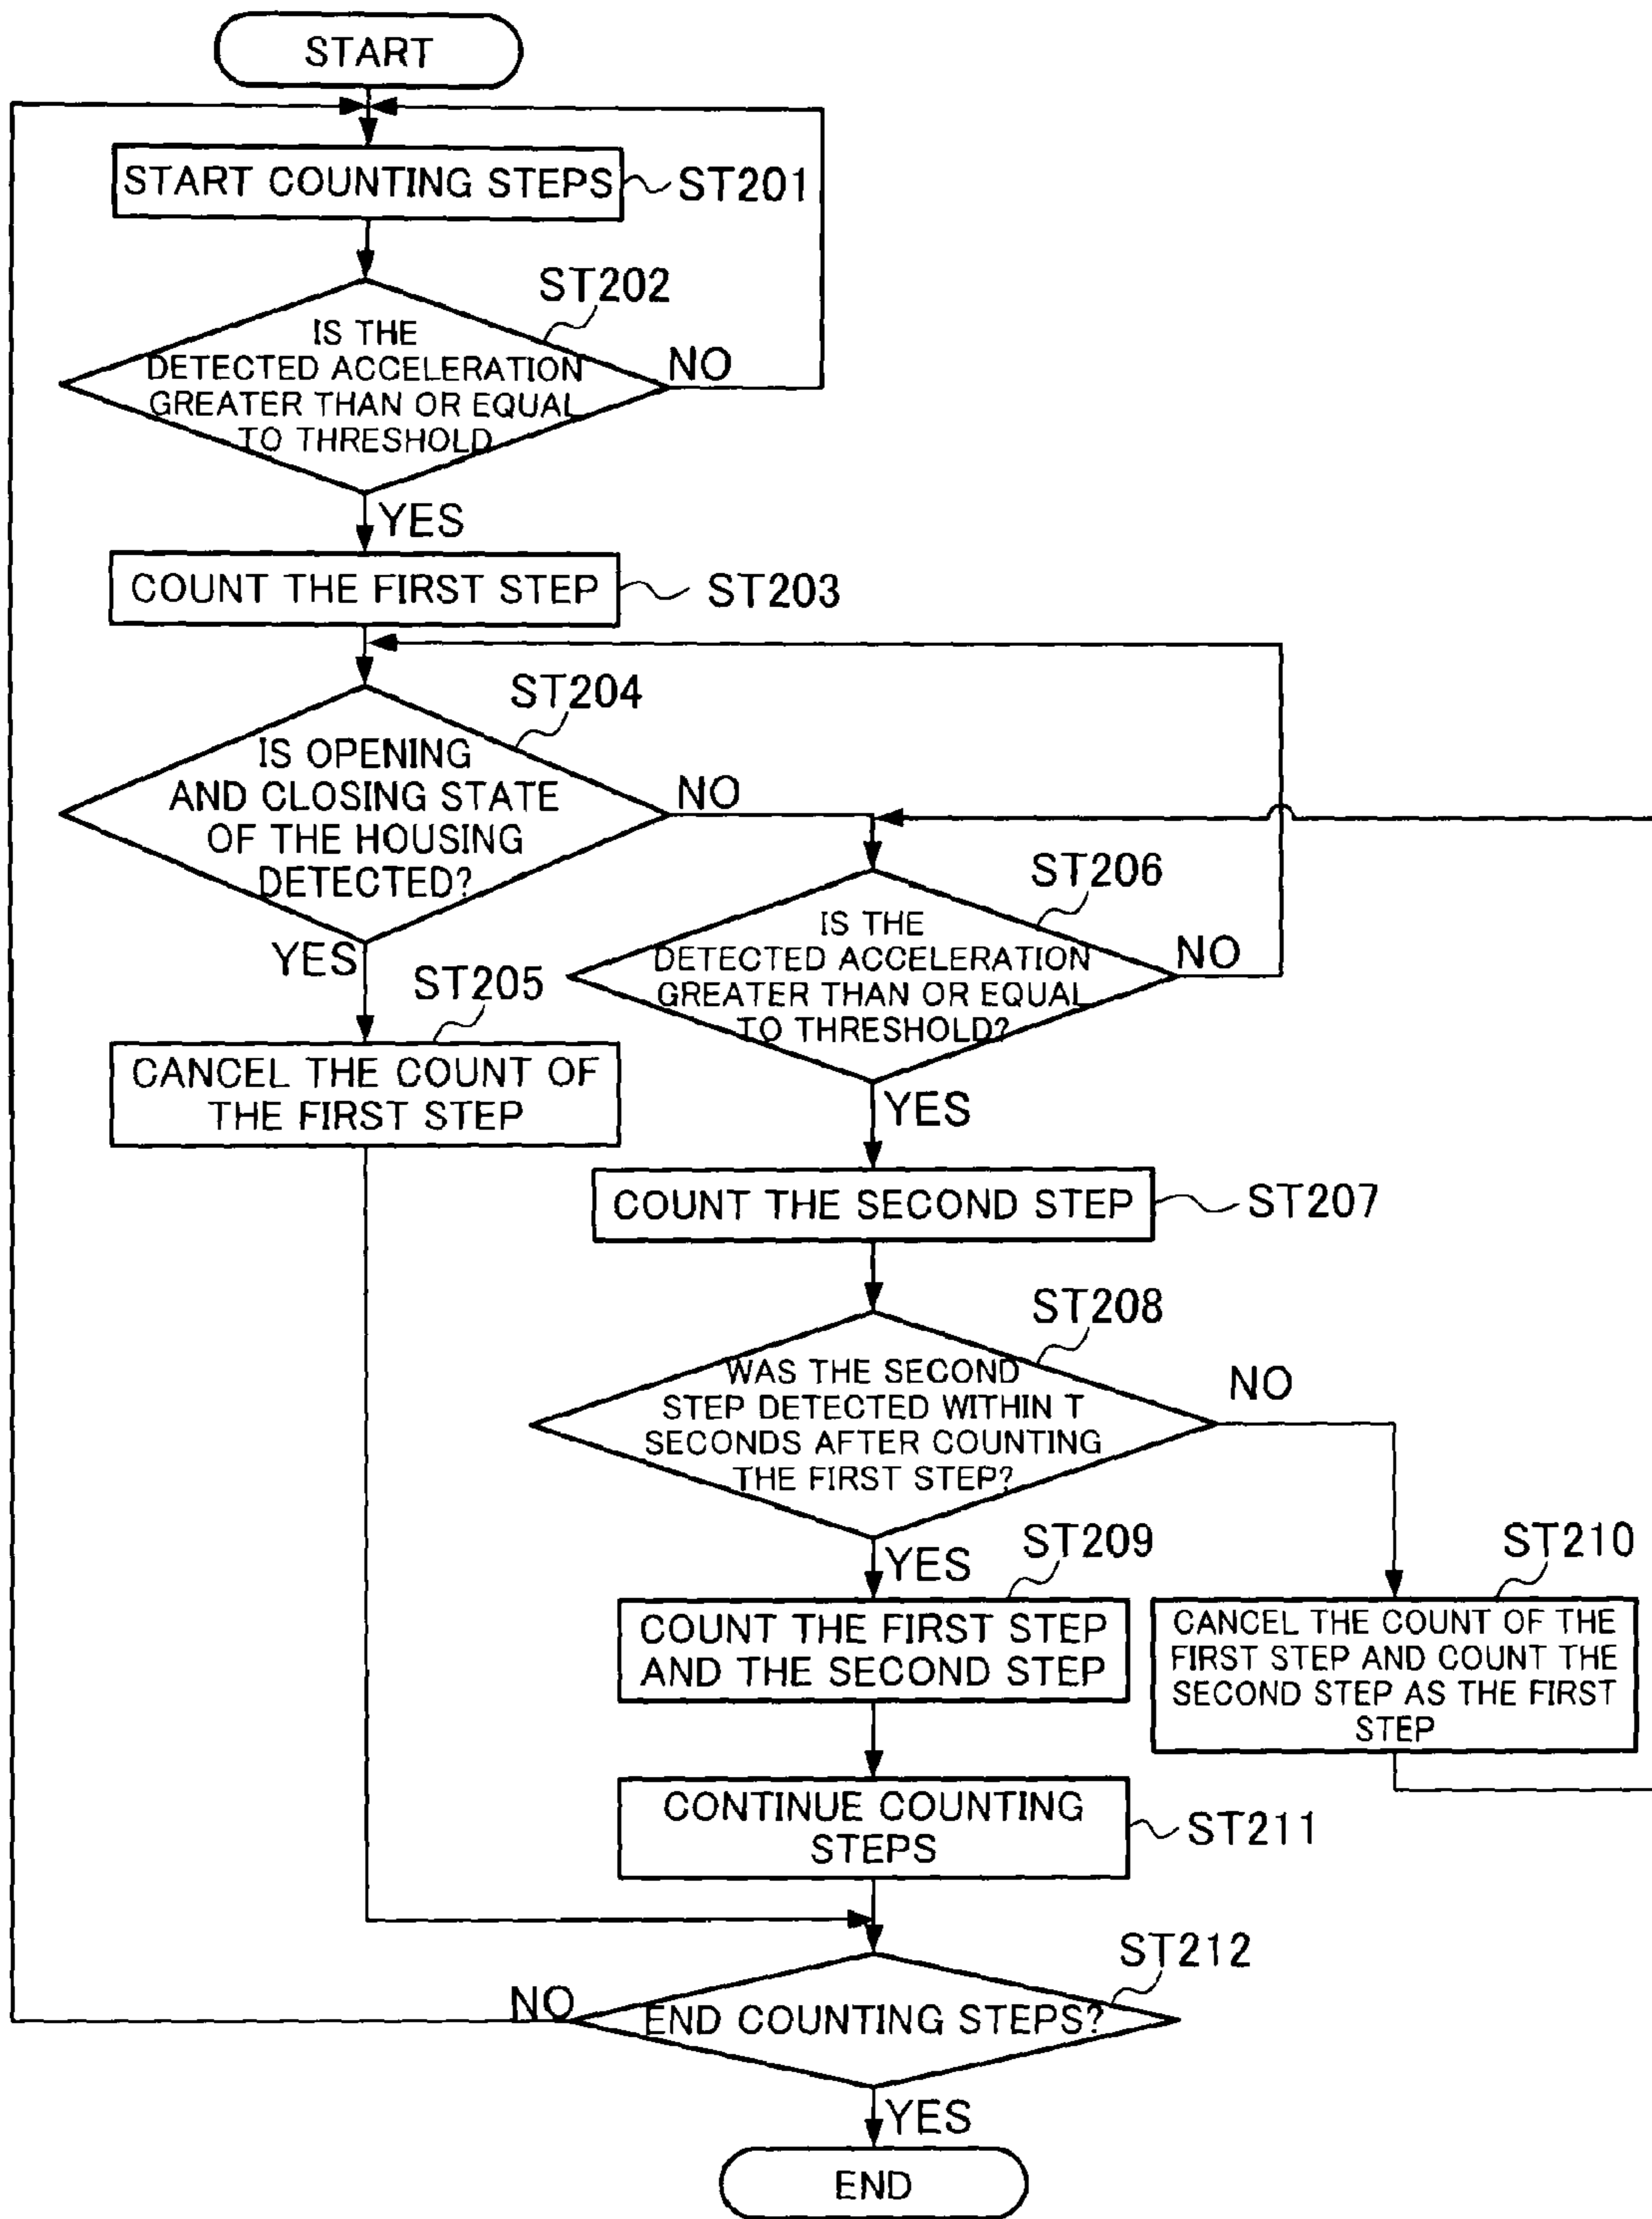 START
START COUNTING STEPS
ST201
ST202
IS THE
DETECTED ACCELERATION
GREATER THAN OR EQUAL
TO THRESHOLD
NO
YES
COUNT THE FIRST STEP
ST203
ST204
IS OPENING
AND CLOSING STATE
OF THE HOUSING
DETECTED?
NO
YES
ST205
CANCEL THE COUNT OF
THE FIRST STEP
ST206
IS THE
DETECTED ACCELERATION
GREATER THAN OR EQUAL
TO THRESHOLD?
NO
YES
COUNT THE SECOND STEP
ST207
ST208
WAS THE SECOND
STEP DETECTED WITHIN T
SECONDS AFTER COUNTING
THE FIRST STEP?
NO
YES
ST209
COUNT THE FIRST STEP
AND THE SECOND STEP
ST210
CANCEL THE COUNT OF THE
FIRST STEP AND COUNT THE
SECOND STEP AS THE FIRST
STEP
CONTINUE COUNTING
STEPS
ST211
ST212
END COUNTING STEPS?
NO
YES
END